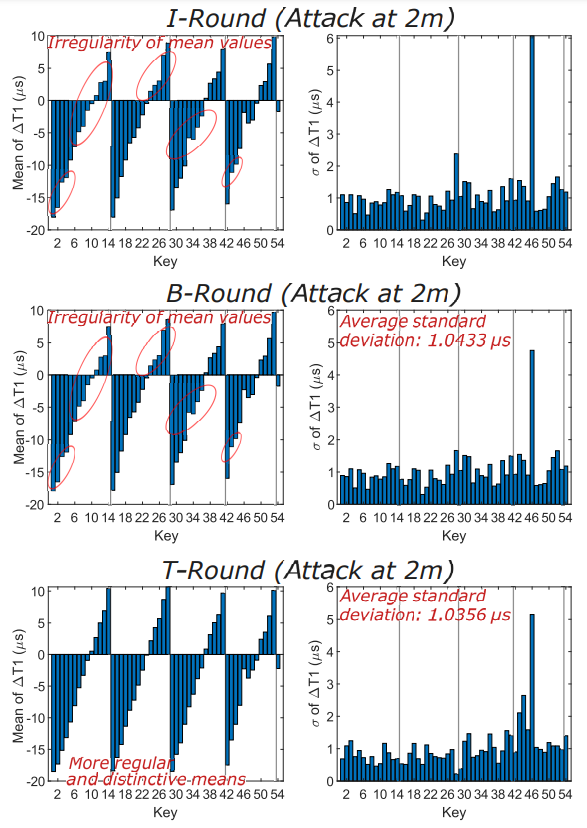 I-Round (Attack at 2m)
Irregularity of mean values
10
5
0
-5
-10
-15
-20
Mean of ΔT1 (μs)
2 6 10 14 18 22 26 30 34 38 42 46 50 54
Key
6
5
4
3
2
1
0
σ of ΔT1 (μs)
2 6 10 14 18 22 26 30 34 38 42 46 50 54
Key
B-Round (Attack at 2m)
Irregularity of mean values
10
5
0
-5
-10
-15
-20
Mean of ΔT1 (μs)
2 6 10 14 18 22 26 30 34 38 42 46 50 54
Key
Average standard
deviation: 1.0433 μs
6
5
4
3
2
1
0
σ of ΔT1 (μs)
2 6 10 14 18 22 26 30 34 38 42 46 50 54
Key
T-Round (Attack at 2m)
10
5
0
-5
-10
-15
-20
Mean of ΔT1 (μs)
More regular
and distinctive means
2 6 10 14 18 22 26 30 34 38 42 46 50 54
Key
Average standard
deviation: 1.0356 μs
6
5
4
3
2
1
0
σ of ΔT1 (μs)
2 6 10 14 18 22 26 30 34 38 42 46 50 54
Key